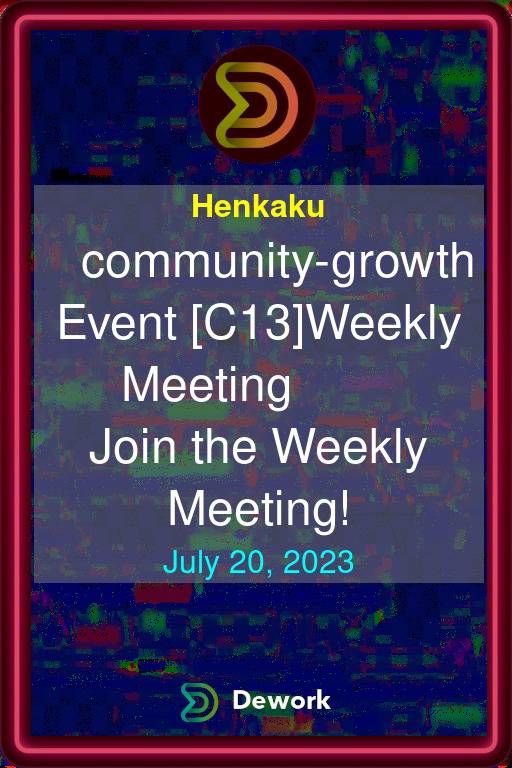 Henkaku
community-growth
Event [C13]Weekly
Meeting
Join the Weekly
Meeting!
July 20, 2023
Dework